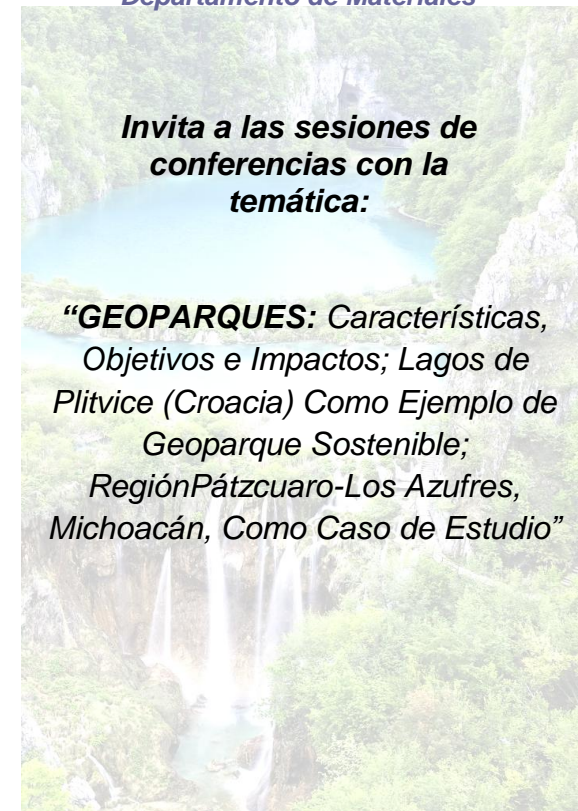 Departamento de Materiales
Invita a las sesiones de
conferencias con la
temática:
“GEOPARQUES: Características,
Objetivos e Impactos; Lagos de
Plitvice (Croacia) Como Ejemplo de
Geoparque Sostenible;
RegiónPátzcuaro-Los Azufres,
Michoacán, Como Caso de Estudio”